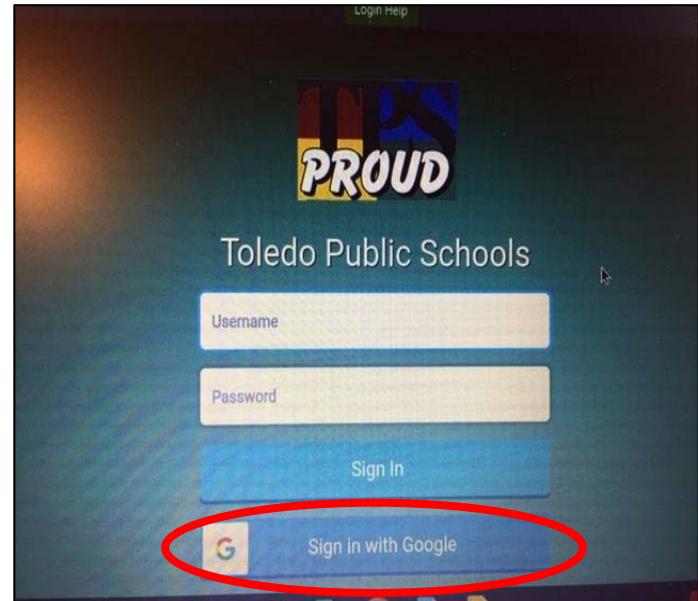 Login Help
TPS
PROUD
Toledo Public Schools
Username
Password
Sign In
G
Sign in with Google